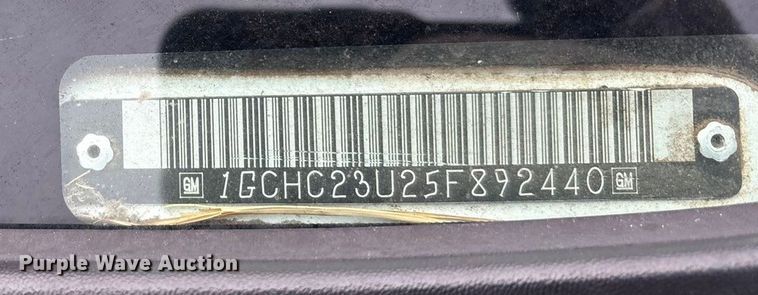 GM 1GCHC23U25F892440 GM
Purple Wave Auction